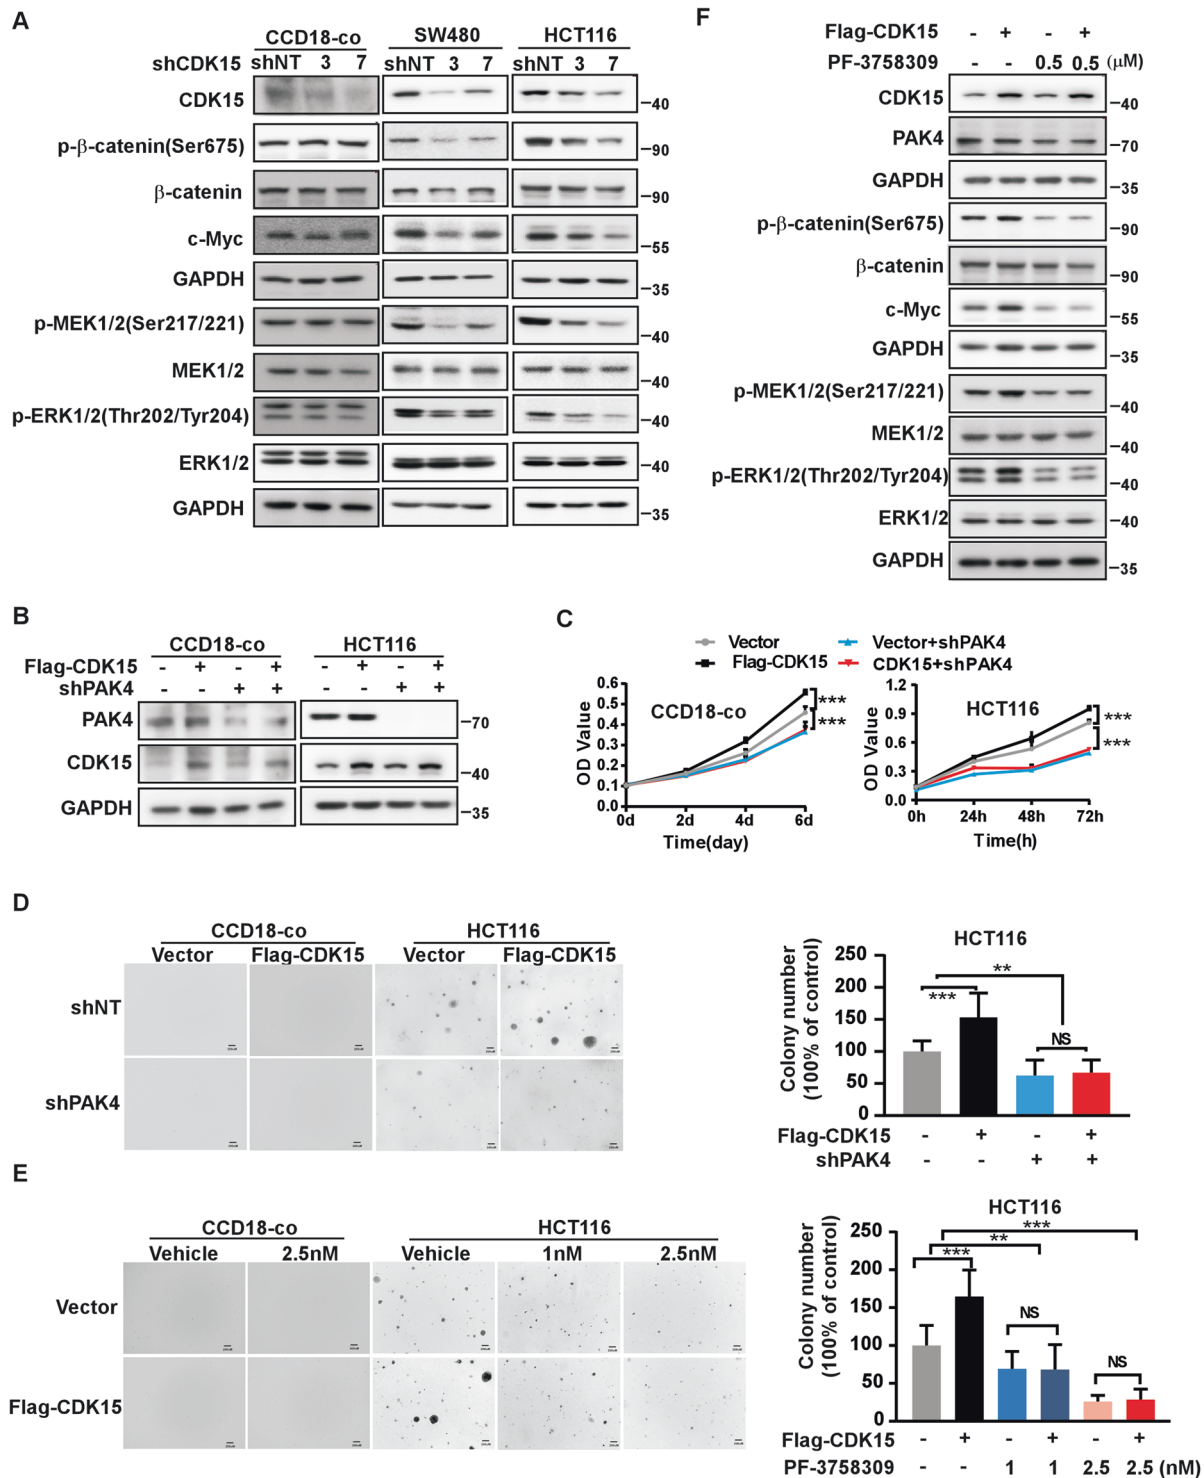 A
CCD18-co SW480 HCT116
shCDK15 shNT 3 7 shNT 3 7 shNT 3 7
CDK15 40
p-β-catenin(Ser675) 90
β-catenin 90
c-Myc 55
GAPDH 35
p-MEK1/2(Ser217/221) 40
MEK1/2 40
p-ERK1/2(Thr202/Tyr204) 40
ERK1/2 40
GAPDH 35
F
Flag-CDK15 - + - +
PF-3758309 - - 0.5 0.5 (μM)
CDK15 40
PAK4 70
GAPDH 35
p-β-catenin(Ser675) 90
β-catenin 90
c-Myc 55
GAPDH 35
p-MEK1/2(Ser217/221) 40
MEK1/2 40
p-ERK1/2(Thr202/Tyr204) 40
ERK1/2 40
GAPDH 35
B
CCD18-co HCT116
Flag-CDK15 - + - + - + - +
shPAK4 - - + + - - + +
PAK4 70
CDK15 40
GAPDH 35
C
Vector Vector+shPAK4
Flag-CDK15 CDK15+shPAK4
CCD18-co
OD Value
0.6
0.5
0.4
0.3
0.2
0.1
0.0
0d 2d 4d 6d
Time(day)
***
***
HCT116
OD Value
1.2
0.9
0.6
0.3
0.0
0h 24h 48h 72h
Time(h)
***
***
D
CCD18-co HCT116
Vector Flag-CDK15 Vector Flag-CDK15
shNT
shPAK4
HCT116
Colony number
(100% of control)
250
200
150
100
50
0
**
***
NS
Flag-CDK15 - + - +
shPAK4 - - + +
E
CCD18-co HCT116
Vehicle 2.5nM Vehicle 1nM 2.5nM
Vector
Flag-CDK15
HCT116
Colony number
(100% of control)
250
200
150
100
50
0
***
**
***
NS
NS
Flag-CDK15 - + - + - +
PF-3758309 - - 1 1 2.5 2.5 (nM)